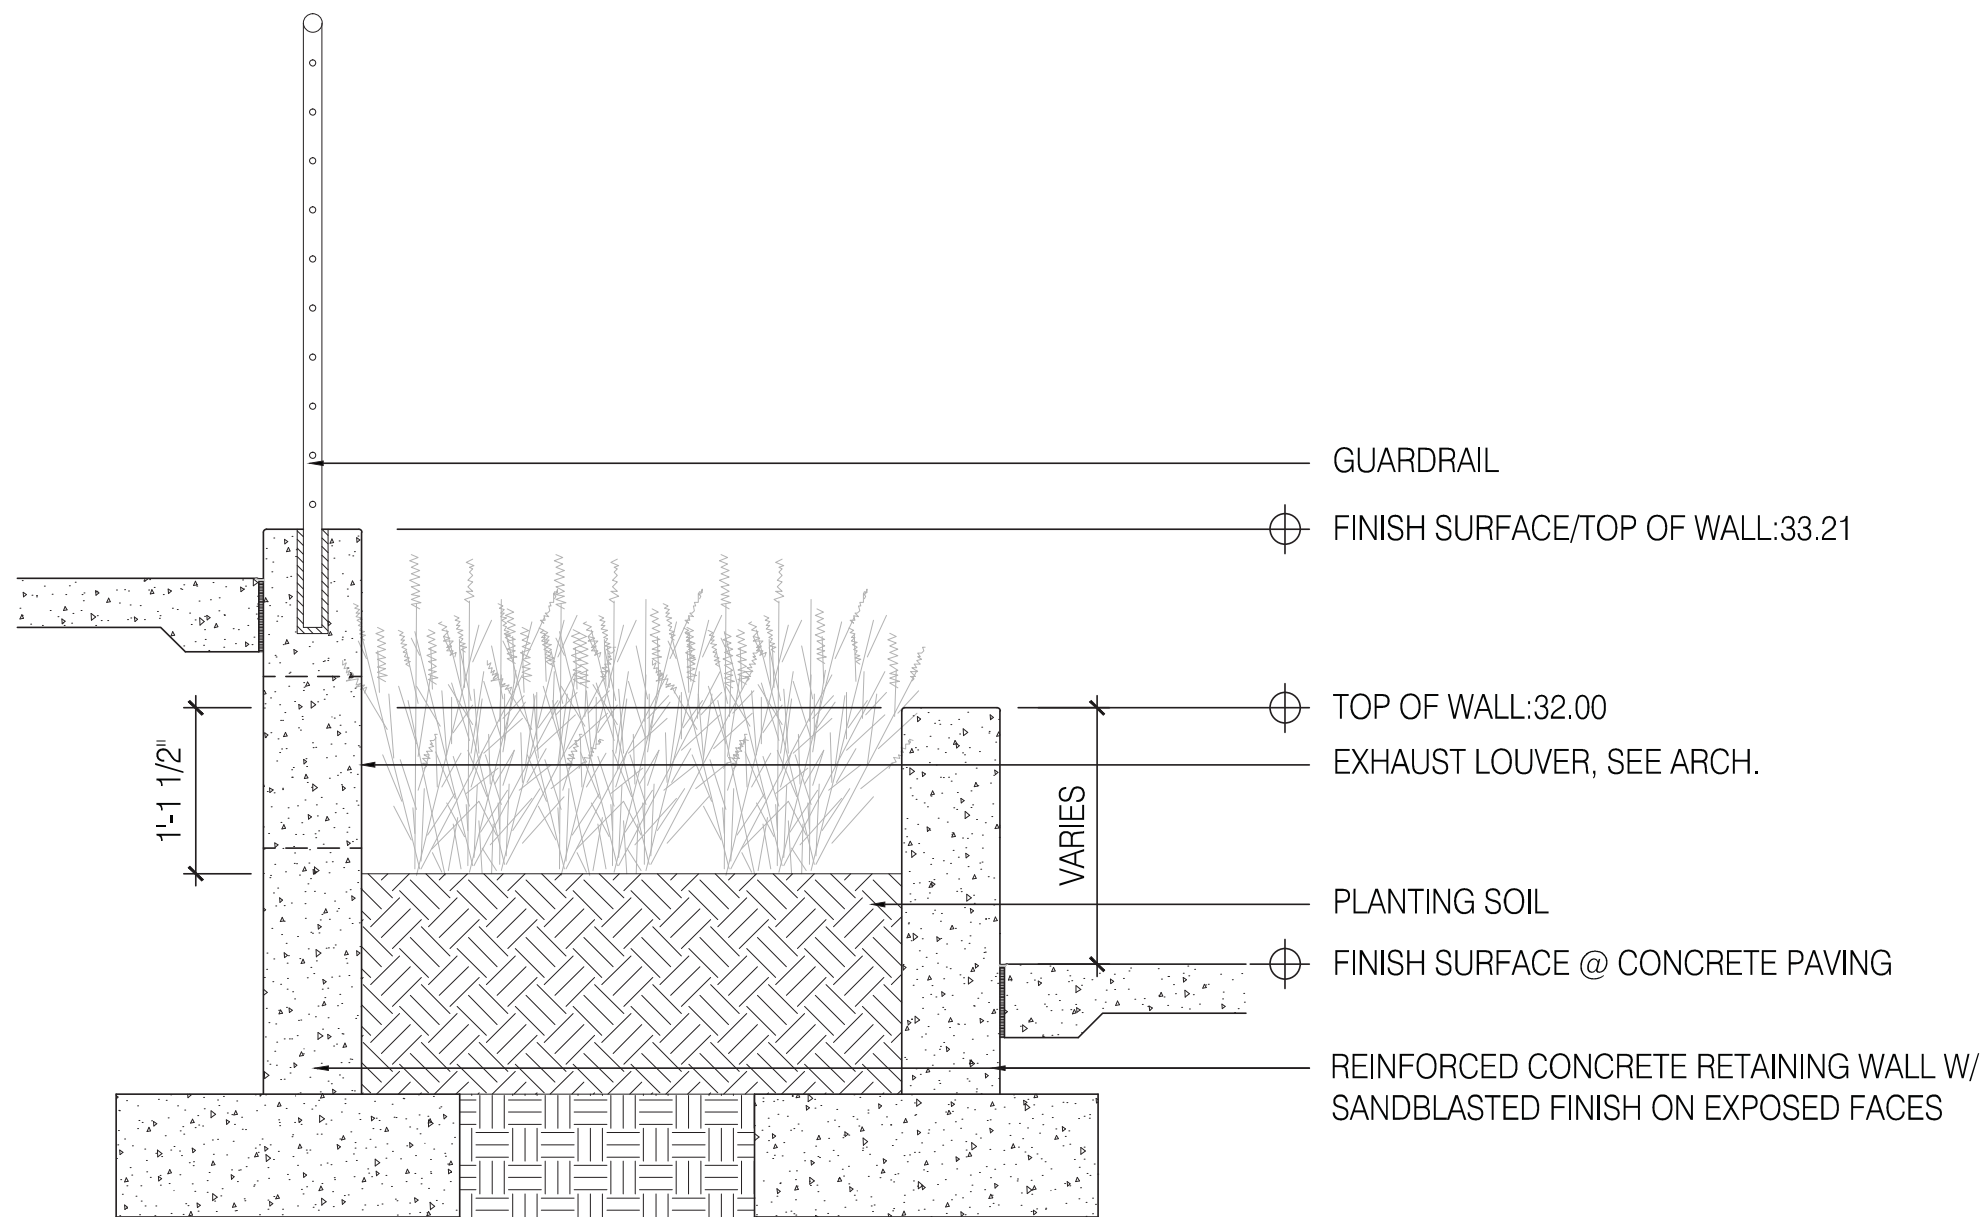 GUARDRAIL
FINISH SURFACE/TOP OF WALL:33.21
TOP OF WALL:32.00
EXHAUST LOUVER, SEE ARCH.
1'-1 1/2"
VARIES
PLANTING SOIL
FINISH SURFACE @ CONCRETE PAVING
REINFORCED CONCRETE RETAINING WALL W/
SANDBLASTED FINISH ON EXPOSED FACES